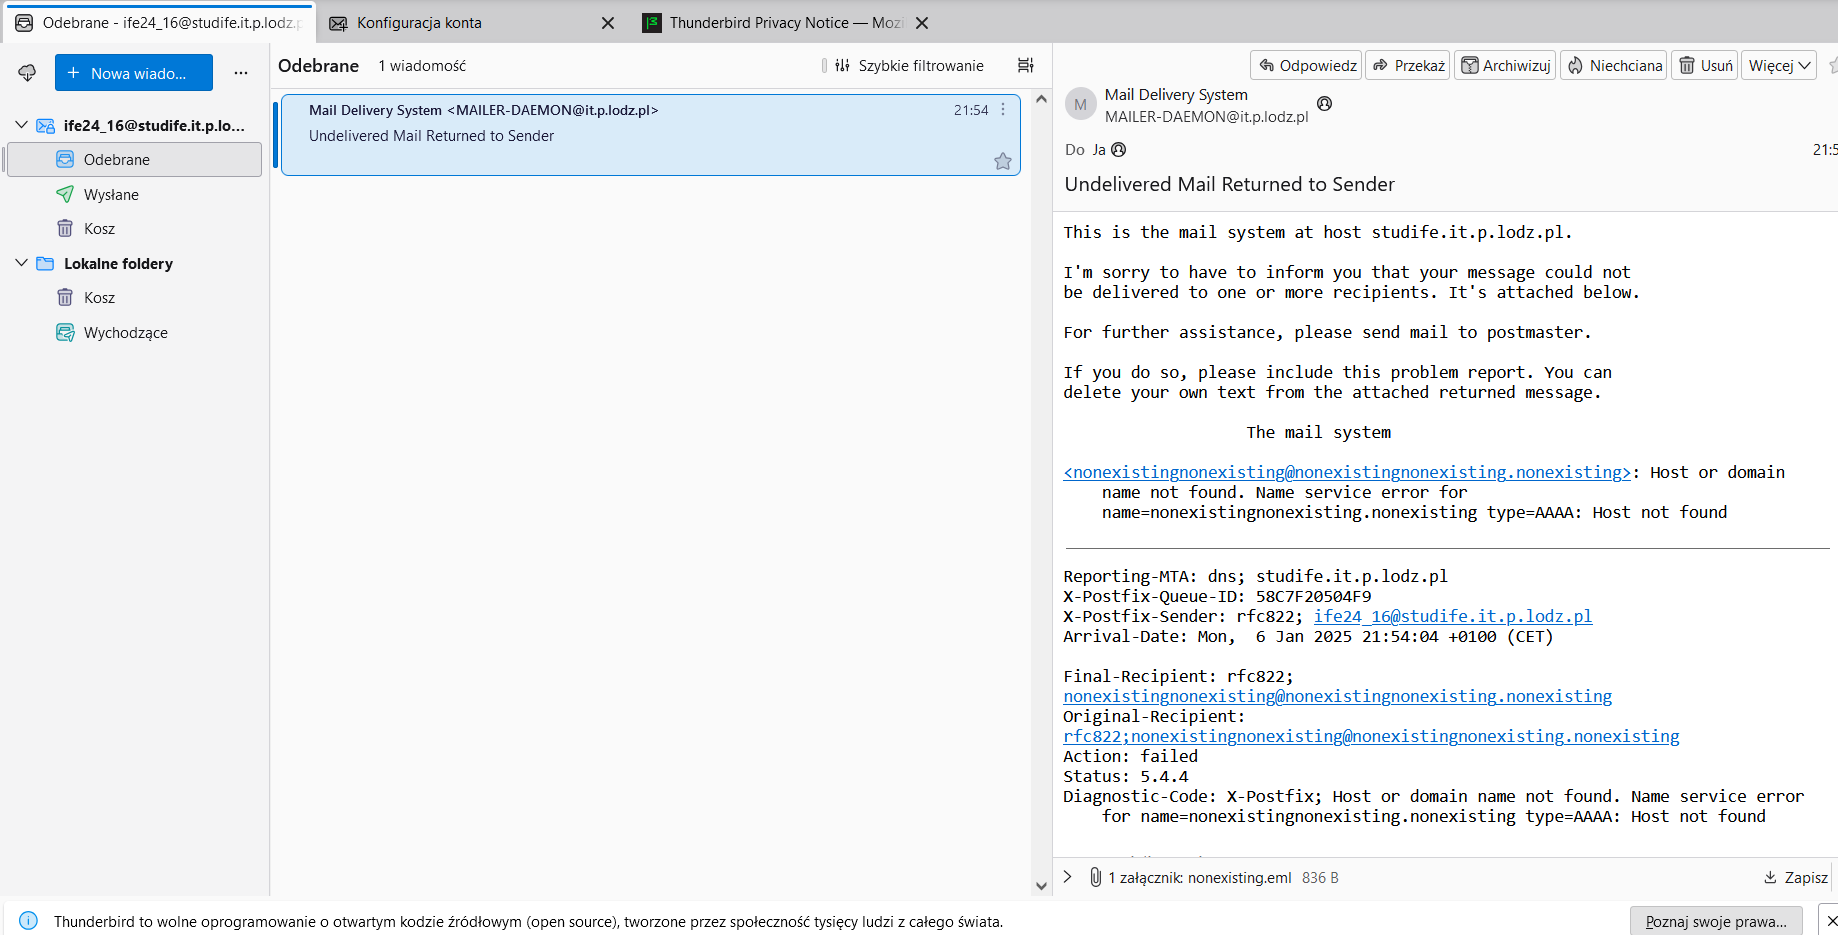 Odebrane - ife24_16@studife.it.p.lodz.p
Konfiguracja konta
Thunderbird Privacy Notice — Mozi
+ Nowa wiado...
Odebrane 1 wiadomość
Szybkie filtrowanie
Odpowiedz
Przekaż
Archiwizuj
Niechciana
Usuń
Więcej
ife24_16@studife.it.p.lo...
Odebrane
Wysłane
Kosz
Lokalne foldery
Kosz
Wychodzące
Mail Delivery System <MAILER-DAEMON@it.p.lodz.pl> 21:54
Undelivered Mail Returned to Sender
M
Mail Delivery System
MAILER-DAEMON@it.p.lodz.pl
Do Ja 21:5
Undelivered Mail Returned to Sender
This is the mail system at host studife.it.p.lodz.pl.
I'm sorry to have to inform you that your message could not
be delivered to one or more recipients. It's attached below.
For further assistance, please send mail to postmaster.
If you do so, please include this problem report. You can
delete your own text from the attached returned message.
The mail system
<nonexistingnonexisting@nonexistingnonexisting.nonexisting>: Host or domain
name not found. Name service error for
name=nonexistingnonexisting.nonexisting type=AAAA: Host not found
Reporting-MTA: dns; studife.it.p.lodz.pl
X-Postfix-Queue-ID: 58C7F20504F9
X-Postfix-Sender: rfc822; ife24_16@studife.it.p.lodz.pl
Arrival-Date: Mon,  6 Jan 2025 21:54:04 +0100 (CET)
Final-Recipient: rfc822;
nonexistingnonexisting@nonexistingnonexisting.nonexisting
Original-Recipient:
rfc822;nonexistingnonexisting@nonexistingnonexisting.nonexisting
Action: failed
Status: 5.4.4
Diagnostic-Code: X-Postfix; Host or domain name not found. Name service error
for name=nonexistingnonexisting.nonexisting type=AAAA: Host not found
1 załącznik: nonexisting.eml 836 B
Zapisz
Thunderbird to wolne oprogramowanie o otwartym kodzie źródłowym (open source), tworzone przez społeczność tysięcy ludzi z całego świata.
Poznaj swoje prawa...